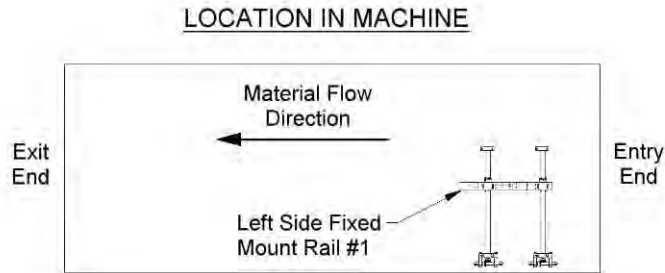 LOCATION IN MACHINE
Material Flow
Direction
Exit
End
Entry
End
Left Side Fixed
Mount Rail #1